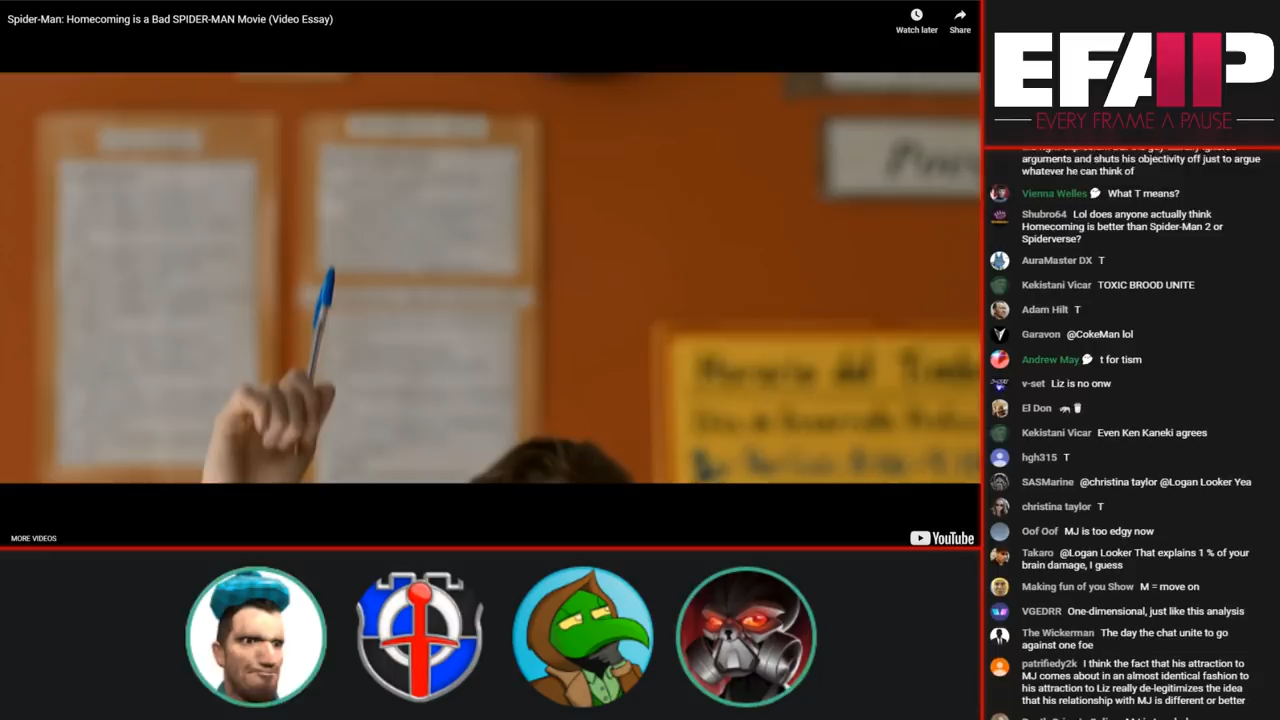 Spider-Man: Homecoming is a Bad SPIDER-MAN Movie (Video Essay)
Watch later
Share
MORE VIDEOS
YouTube
EFAP
EVERY FRAME A PAUSE
arguments and shuts his objectivity off just to argue
whatever he can think of
Vienna Welles What T means?
Shubro64 Lol does anyone actually think
Homecoming is better than Spider-Man 2 or
Spiderverse?
AuraMaster DX T
Kekistani Vicar TOXIC BROOD UNITE
Adam Hilt T
Garavon @CokeMan lol
Andrew May t for tism
v-set Liz is no onw
El Don
Kekistani Vicar Even Ken Kaneki agrees
hgh315 T
SASMarine @christina taylor @Logan Looker Yea
christina taylor T
Oof Oof MJ is too edgy now
Takaro @Logan Looker That explains 1 % of your
brain damage, I guess
Making fun of you Show M = move on
VGEDRR One-dimensional, just like this analysis
The Wickerman The day the chat unite to go
against one foe
patrifiedy2k I think the fact that his attraction to
MJ comes about in an almost identical fashion to
his attraction to Liz really de-legitimizes the idea
that his relationship with MJ is different or better